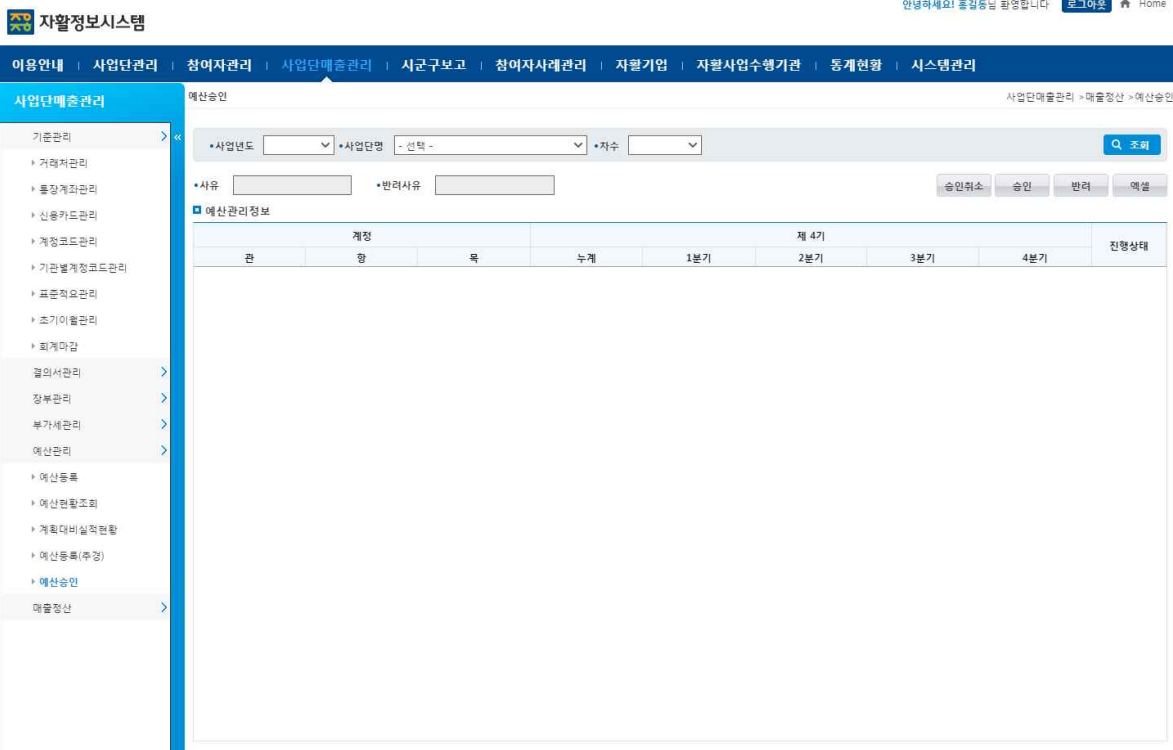 안녕하세요! 홍길동님 환영합니다 로그아웃 Home
자활 자활정보시스템
이용안내 | 사업단관리 | 참여자관리 | 사업단매출관리 | 시군구보고 | 참여자사례관리 | 자활기업 | 자활사업수행기관 | 통계현황 | 시스템관리
사업단매출관리
예산승인
사업단매출관리 >매출정산 >예산승인
기준관리
거래처관리
통장계좌관리
신용카드관리
계정코드관리
기관별계정코드관리
표준적요관리
초기이월관리
회계마감
결의서관리
장부관리
부가세관리
예산관리
예산등록
예산현황조회
계획대비실적현황
예산등록(추경)
예산승인
매출정산
«
•사업년도 •사업단명 - 선택 - •차수 조회
•사유 •반려사유 승인취소 승인 반려 엑셀
예산관리정보
계정 제 4기 진행상태
관 항 목 누계 1분기 2분기 3분기 4분기